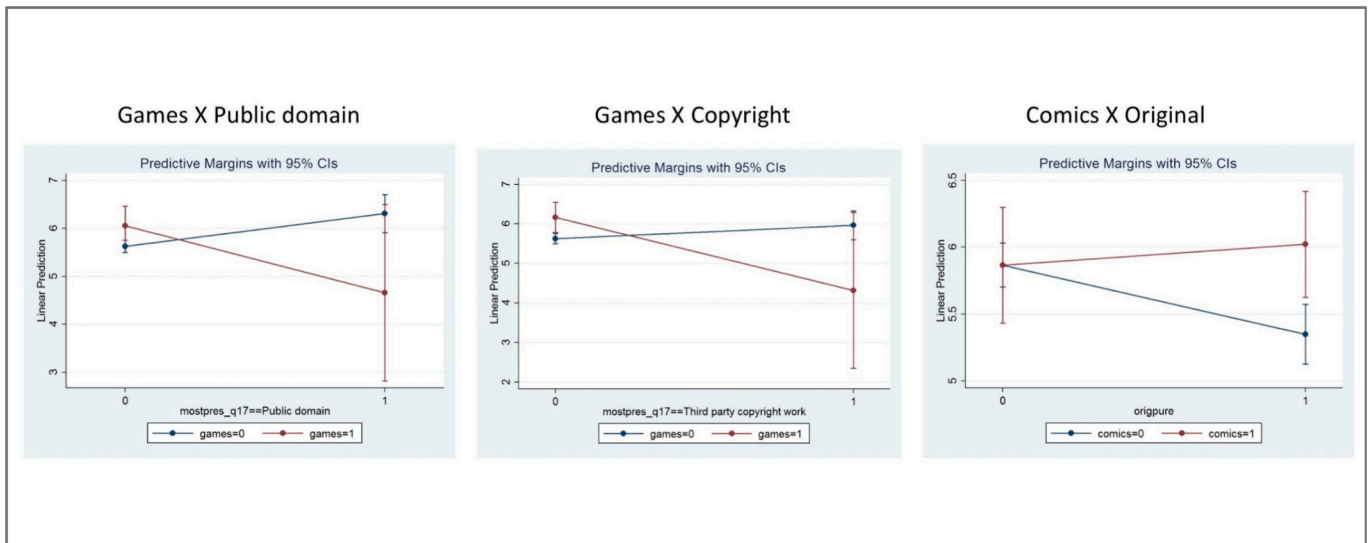 Games X Public domain
Predictive Margins with 95% CIs
7
6
5
4
3
Linear Prediction
0
1
mostpres_q17==Public domain
games=0
games=1
Games X Copyright
Predictive Margins with 95% CIs
7
6
5
4
3
2
Linear Prediction
0
1
mostpres_q17==Third party copyright work
games=0
games=1
Comics X Original
Predictive Margins with 95% CIs
6.5
6
5.5
5
Linear Prediction
0
1
origpure
comics=0
comics=1